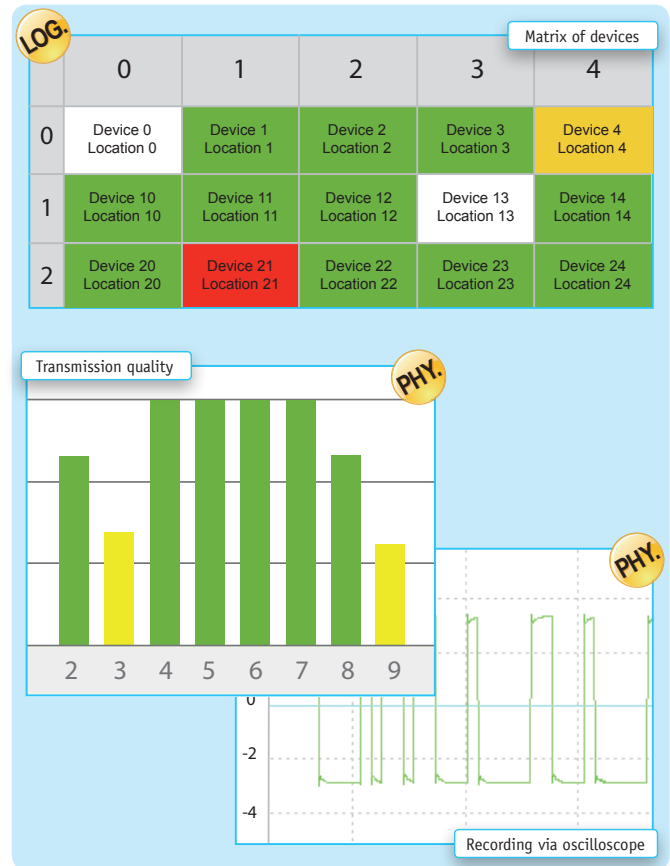 LOG.
Matrix of devices
0 1 2 3 4
0
Device 0
Location 0
Device 1
Location 1
Device 2
Location 2
Device 3
Location 3
Device 4
Location 4
1
Device 10
Location 10
Device 11
Location 11
Device 12
Location 12
Device 13
Location 13
Device 14
Location 14
2
Device 20
Location 20
Device 21
Location 21
Device 22
Location 22
Device 23
Location 23
Device 24
Location 24
Transmission quality
PHY.
2 3 4 5 6 7 8 9
PHY.
0
-2
-4
Recording via oscilloscope